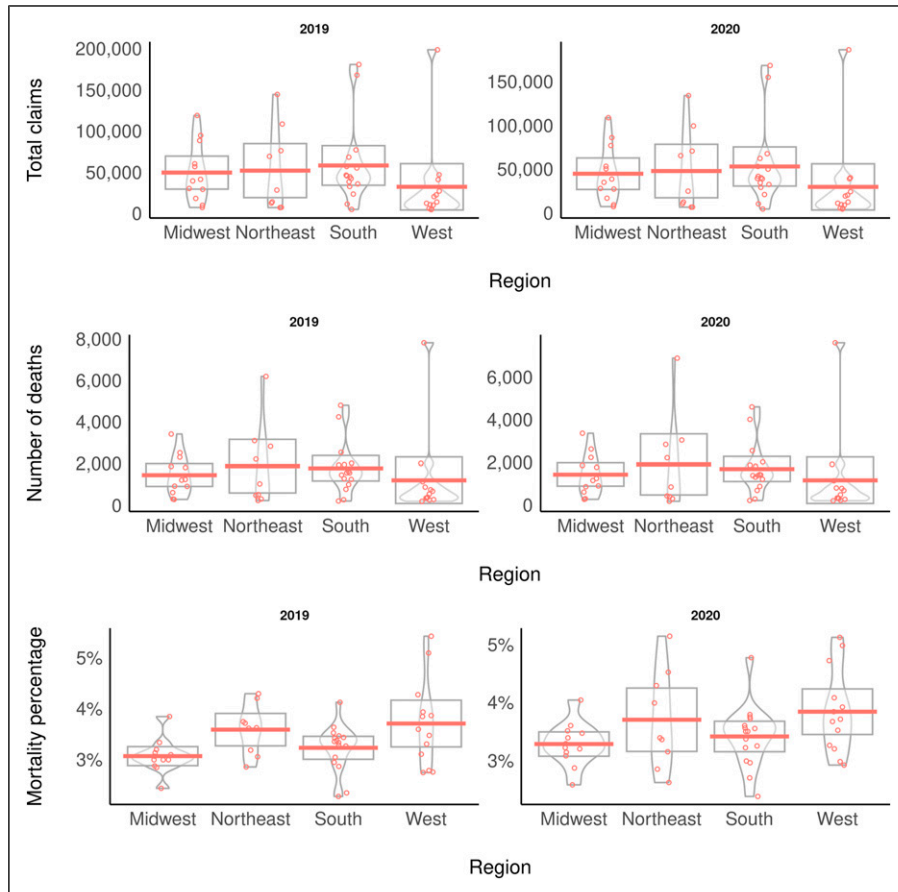 2019
2020
Total claims
200,000
150,000
100,000
50,000
0
150,000
100,000
50,000
0
Midwest Northeast South West
Midwest Northeast South West
Region
2019
2020
Number of deaths
8,000
6,000
4,000
2,000
0
6,000
4,000
2,000
0
Midwest Northeast South West
Midwest Northeast South West
Region
2019
2020
Mortality percentage
5%
4%
3%
5%
4%
3%
Midwest Northeast South West
Midwest Northeast South West
Region